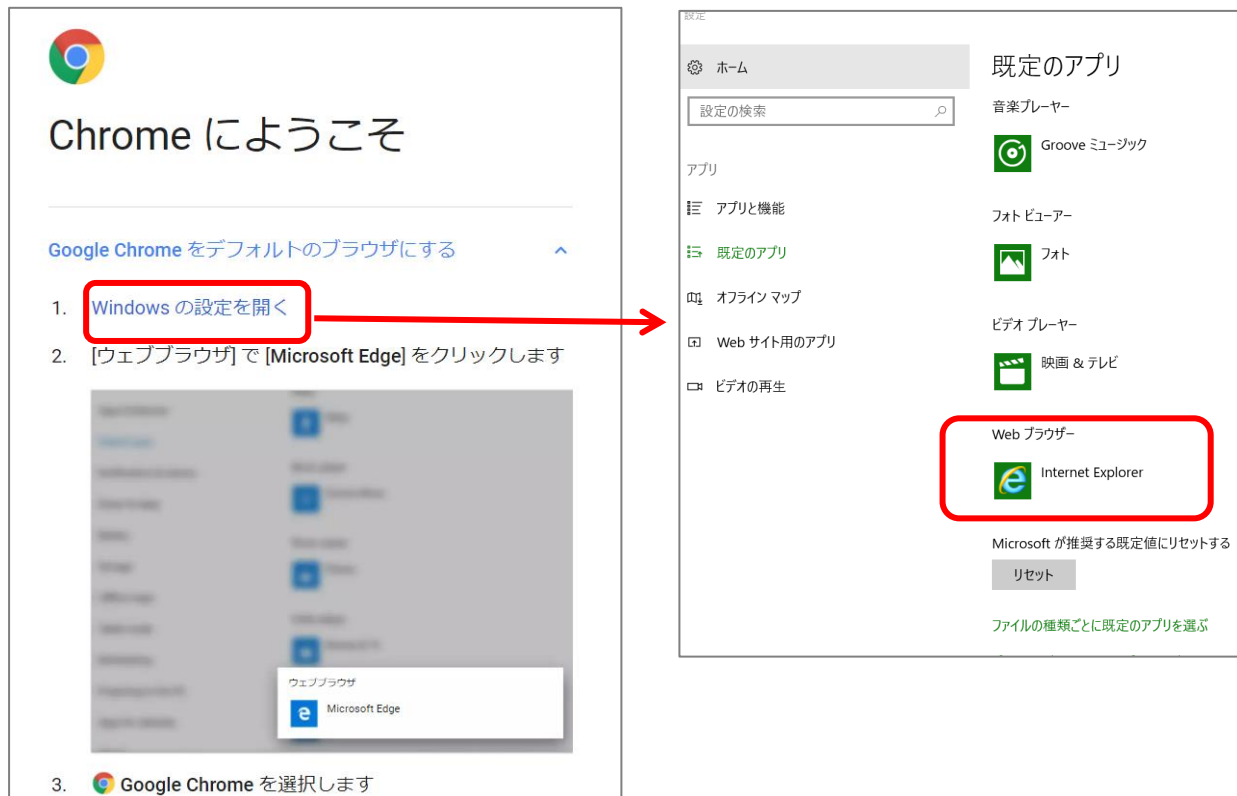 Chrome にようこそ
Google Chrome をデフォルトのブラウザにする
1. Windows の設定を開く
2. [ウェブブラウザ] で [Microsoft Edge] をクリックします
ウェブブラウザ
Microsoft Edge
3. Google Chrome を選択します
設定
ホーム
設定の検索
アプリ
アプリと機能
既定のアプリ
オフライン マップ
Web サイト用のアプリ
ビデオの再生
既定のアプリ
音楽プレーヤー
Groove ミュージック
フォト ビューアー
フォト
ビデオ プレーヤー
映画 & テレビ
Web ブラウザー
Internet Explorer
Microsoft が推奨する既定値にリセットする
リセット
ファイルの種類ごとに既定のアプリを選ぶ